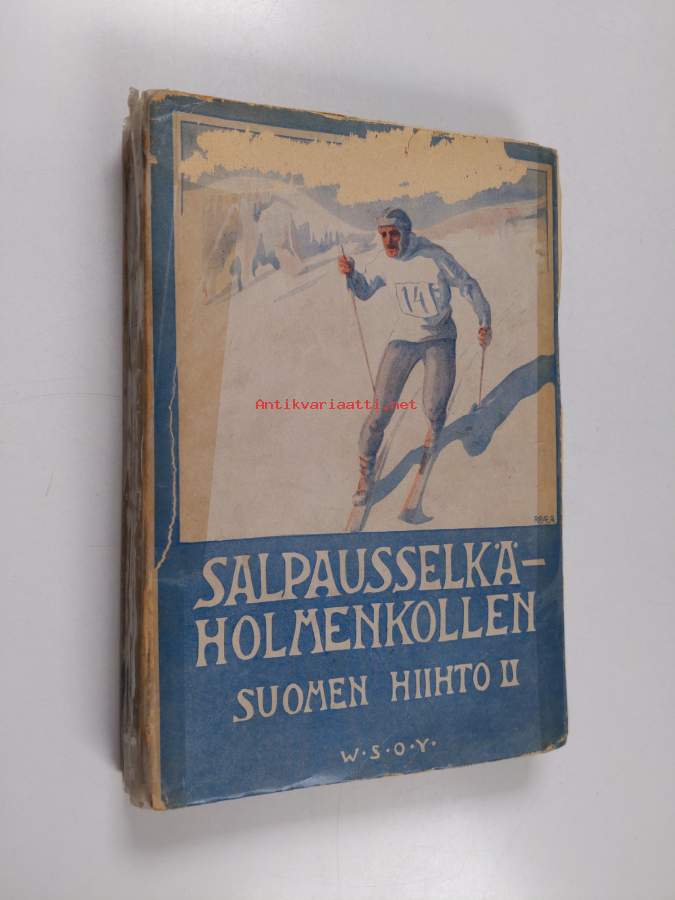 14
Antikvariaatti.net
SALPAUSSELKÄ-
HOLMENKOLLEN
SUOMEN HIIHTO II
W·S·O·Y·